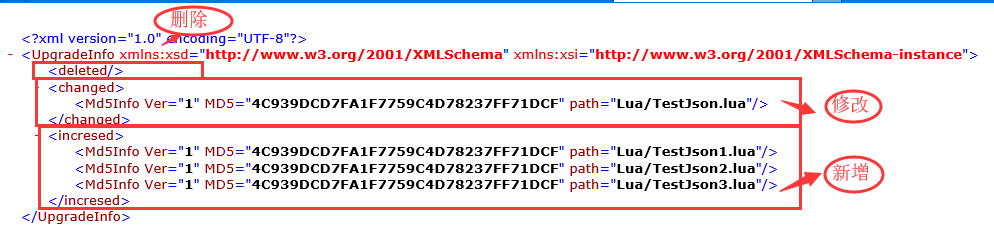 删除
<?xml version="1.0" encoding="UTF-8"?>
- <UpgradeInfo xmlns:xsd="http://www.w3.org/2001/XMLSchema" xmlns:xsi="http://www.w3.org/2001/XMLSchema-instance">
<deleted/>
- <changed>
<Md5Info Ver="1" MD5="4C939DCD7FA1F7759C4D78237FF71DCF" path="Lua/TestJson.lua"/>
修改
</changed>
- <incresed>
<Md5Info Ver="1" MD5="4C939DCD7FA1F7759C4D78237FF71DCF" path="Lua/TestJson1.lua"/>
<Md5Info Ver="1" MD5="4C939DCD7FA1F7759C4D78237FF71DCF" path="Lua/TestJson2.lua"/>
<Md5Info Ver="1" MD5="4C939DCD7FA1F7759C4D78237FF71DCF" path="Lua/TestJson3.lua"/>
新增
</incresed>
</UpgradeInfo>